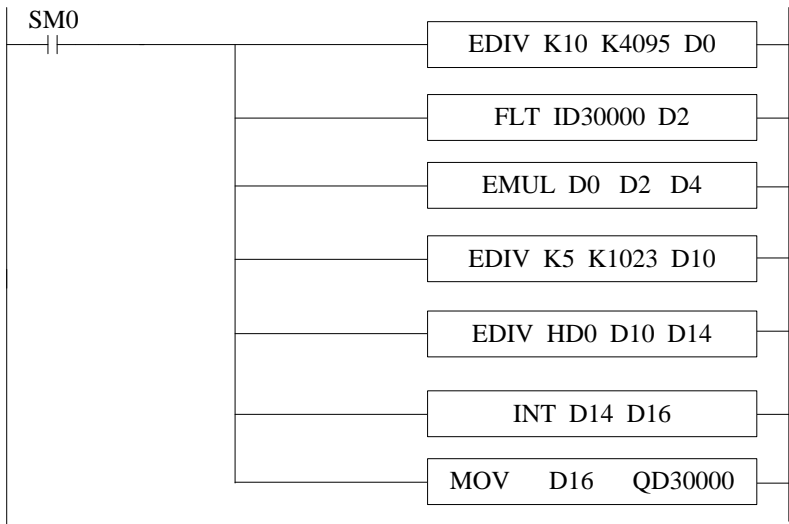 SM0
EDIV K10 K4095 D0
FLT ID30000 D2
EMUL D0 D2 D4
EDIV K5 K1023 D10
EDIV HD0 D10 D14
INT D14 D16
MOV D16 QD30000